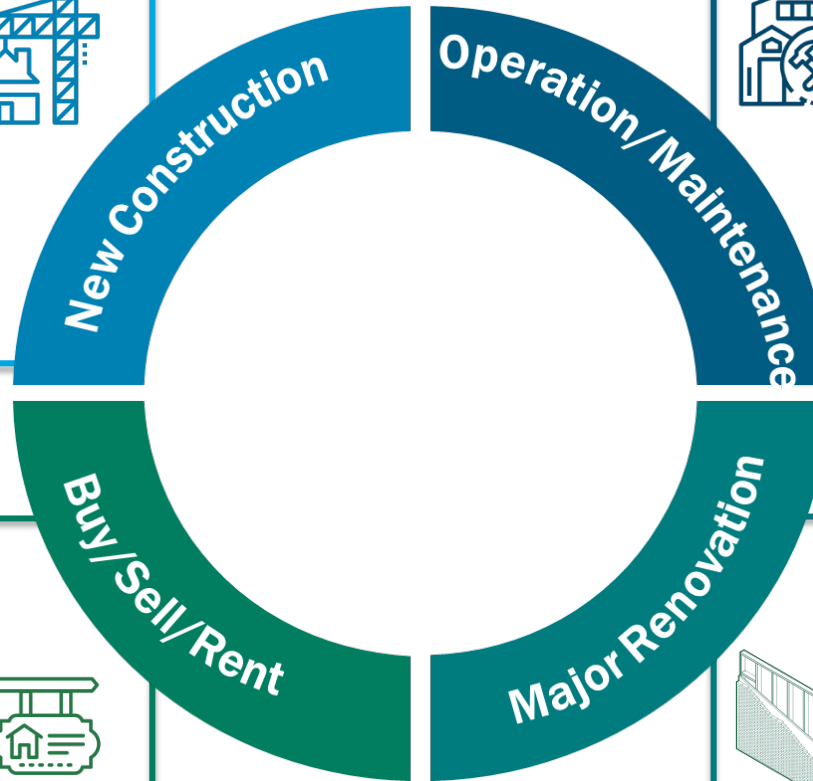 New Construction
Operation/Maintenance
Buy/Sell/Rent
Major Renovation